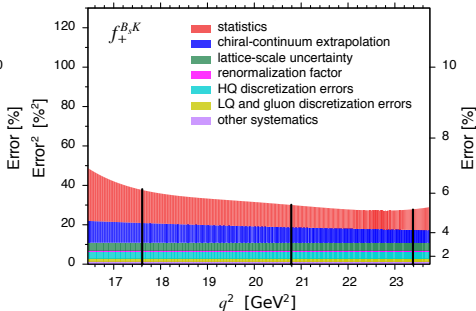 f₊^{B_sK}
statistics
chiral-continuum extrapolation
lattice-scale uncertainty
renormalization factor
HQ discretization errors
LQ and gluon discretization errors
other systematics
Error [%]
Error² [%²]
120
100
80
60
40
20
0
0
17
18
19
20
21
22
23
q² [GeV²]
10
8
6
4
2
Error [%]